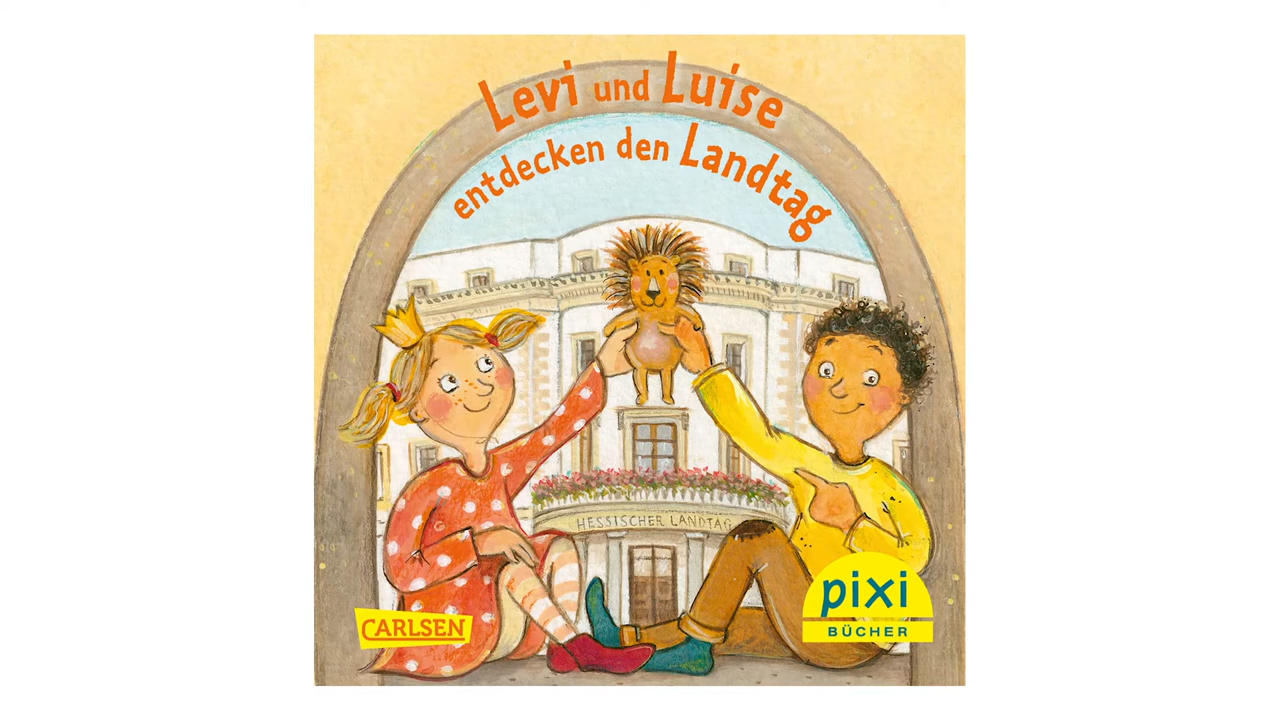 Levi und Luise
entdecken den Landtag
HESSISCHER LANDTAG
CARLSEN
pixi
BÜCHER